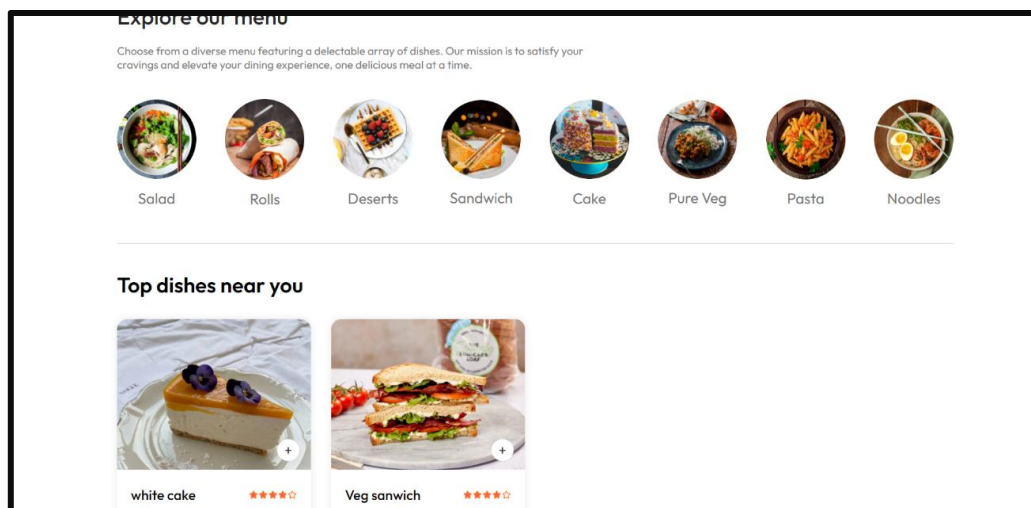 Explore our menu
Choose from a diverse menu featuring a delectable array of dishes. Our mission is to satisfy your
cravings and elevate your dining experience, one delicious meal at a time.
Salad Rolls Deserts Sandwich Cake Pure Veg Pasta Noodles
Top dishes near you
+ +
white cake Veg sanwich